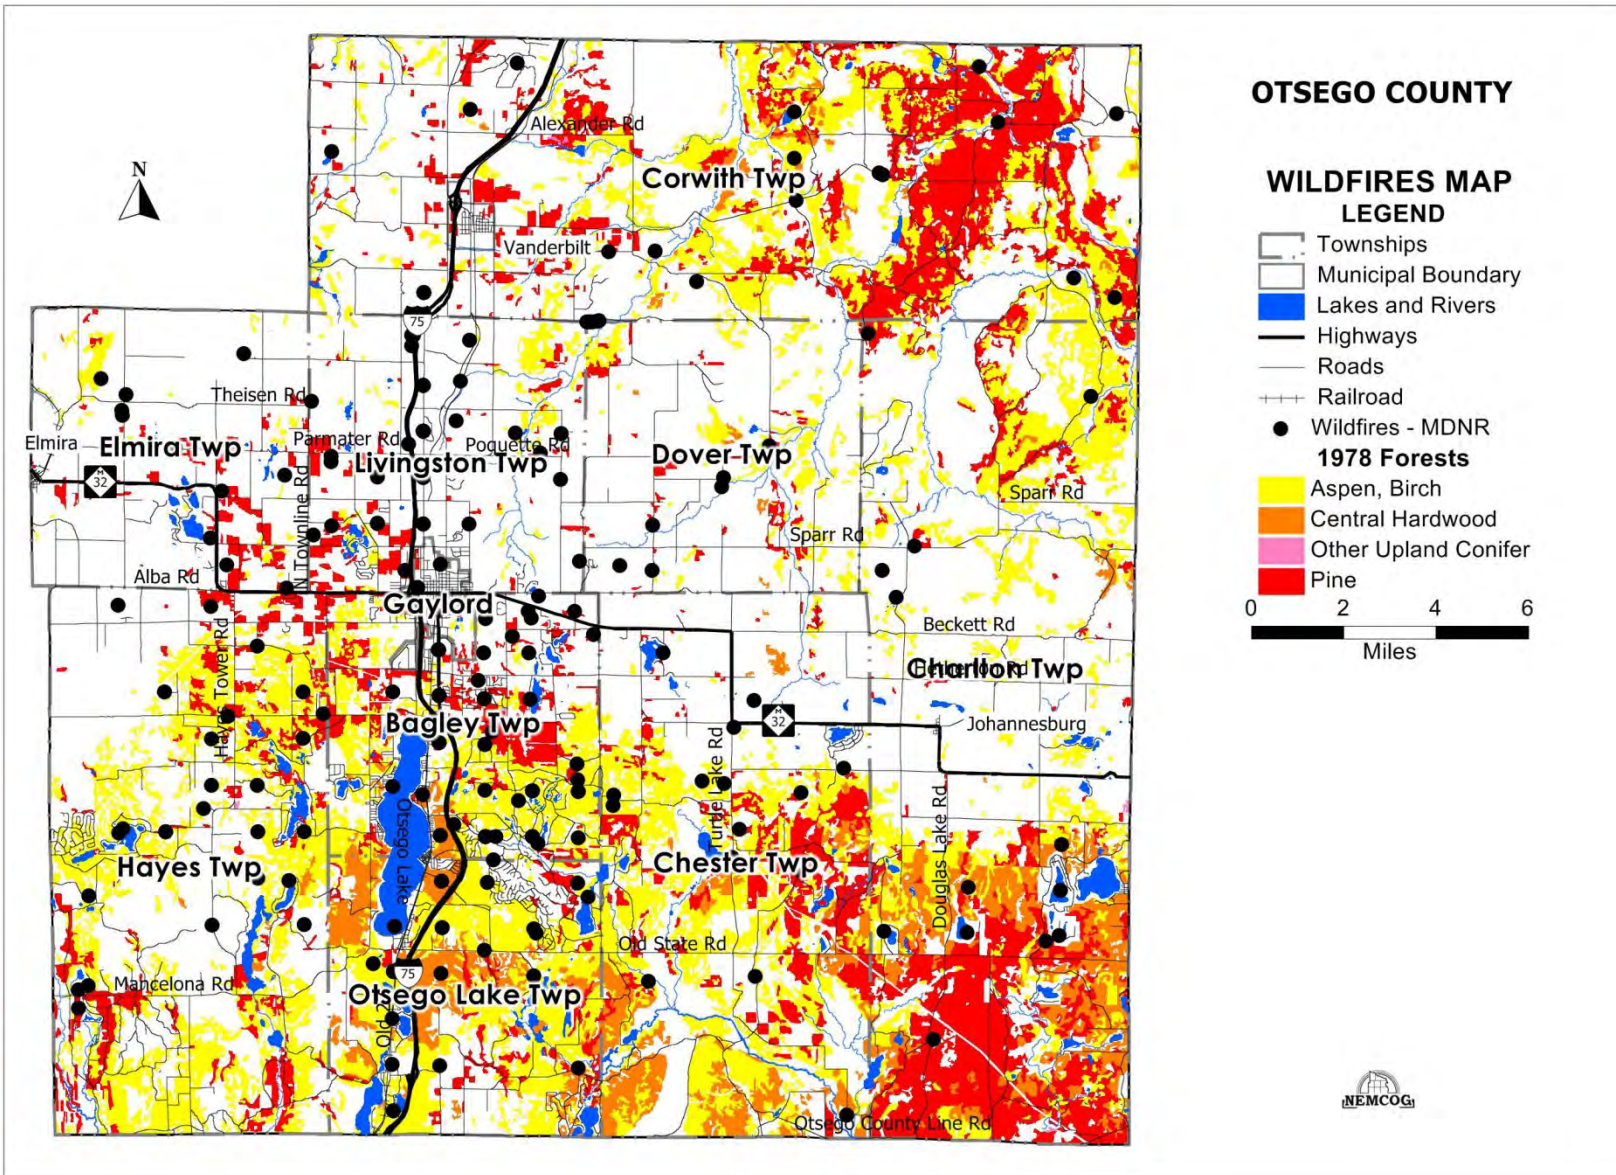 OTSEGO COUNTY
WILDFIRES MAP
LEGEND
Townships
Municipal Boundary
Lakes and Rivers
Highways
Roads
Railroad
Wildfires - MDNR
1978 Forests
Aspen, Birch
Central Hardwood
Other Upland Conifer
Pine
0 2 4 6
Miles
NEMCOG
N
Alexander Rd
Corwith Twp
Vanderbilt
75
Theisen Rd
Elmira
Elmira Twp
Parmater Rd
Poquette Rd
Livingston Twp
Dover Twp
M
32
Sparr Rd
Sparr Rd
N Townline Rd
Alba Rd
Gaylord
Beckett Rd
Hayes Tower Rd
Charlton Twp
Bagley Twp
M
32
Johannesburg
Turtle Lake Rd
Otsego Lake
Douglas Lake Rd
Hayes Twp
Chester Twp
Old State Rd
75
Mancelona Rd
Otsego Lake Twp
Old 27
Otsego County Line Rd